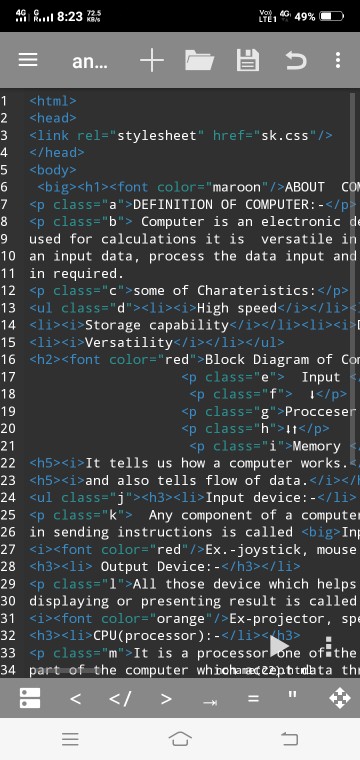 4G G 8:23 72.5 KB/s Vo) LTE1 4G 49%
an...
1 <html>
2 <head>
3 <link rel="stylesheet" href="sk.css"/>
4 </head>
5 <body>
6 <big><h1><font color="maroon"/>ABOUT COM
7 <p class="a">DEFINITION OF COMPUTER:-</p>
8 <p class="b"> Computer is an electronic de
9 used for calculations it is versatile in
10 an input data, process the data input and
11 in required.
12 <p class="c">some of Charateristics:</p>
13 <ul class="d"><li><i>High speed</i></li><l
14 <li><i>Storage capability</i></li><li><i>D
15 <li><i>Versatility</i></li></ul>
16 <h2><font color="red">Block Diagram of Com
17 <p class="e"> Input <
18 <p class="f"> ↓</p>
19 <p class="g">Procceser
20 <p class="h">↓↑</p>
21 <p class="i">Memory <
22 <h5><i>It tells us how a computer works.<
23 <h5><i>and also tells flow of data.</i></h
24 <ul class="j"><h3><li>Input device:-</li>
25 <p class="k"> Any component of a computer
26 in sending instructions is called <big>Inp
27 <i><font color="red"/>Ex.-joystick, mouse
28 <h3><li> Output Device:-</h3></li>
29 <p class="l">All those device which helps
30 displaying or presenting result is called
31 <i><font color="orange"/>Ex-projector, spe
32 <h3><li>CPU(processor):-</li></h3>
33 <p class="m">It is a processor one of the
34 part of the computer which accept data thr
< </ > → = "